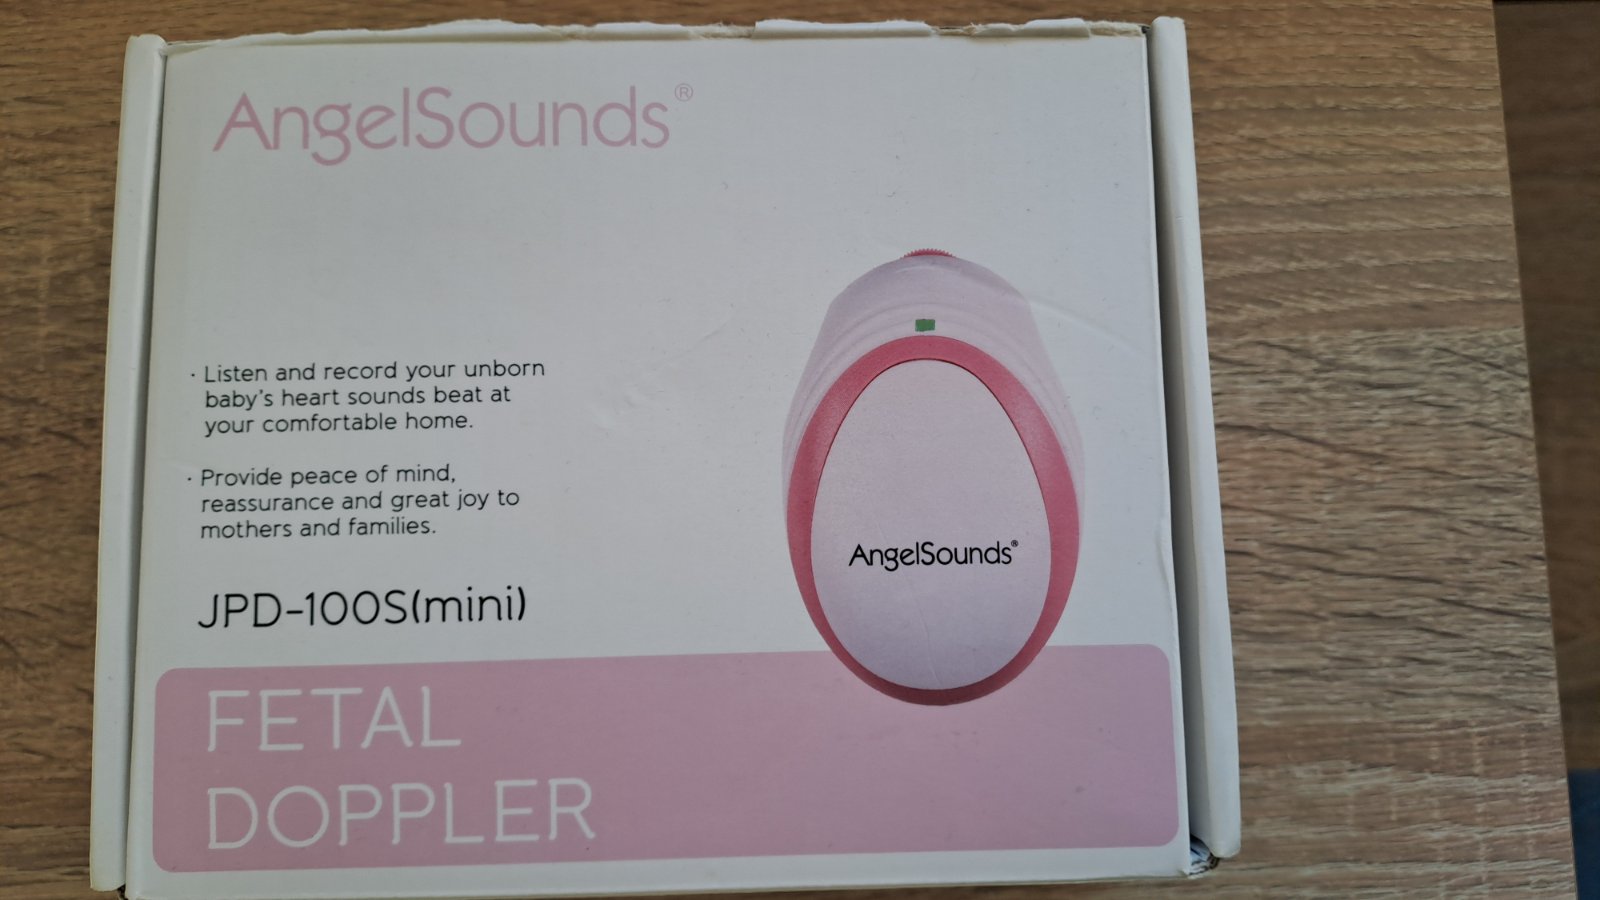 AngelSounds®
· Listen and record your unborn
baby's heart sounds beat at
your comfortable home.
· Provide peace of mind,
reassurance and great joy to
mothers and families.
JPD-100S(mini)
AngelSounds®
FETAL
DOPPLER